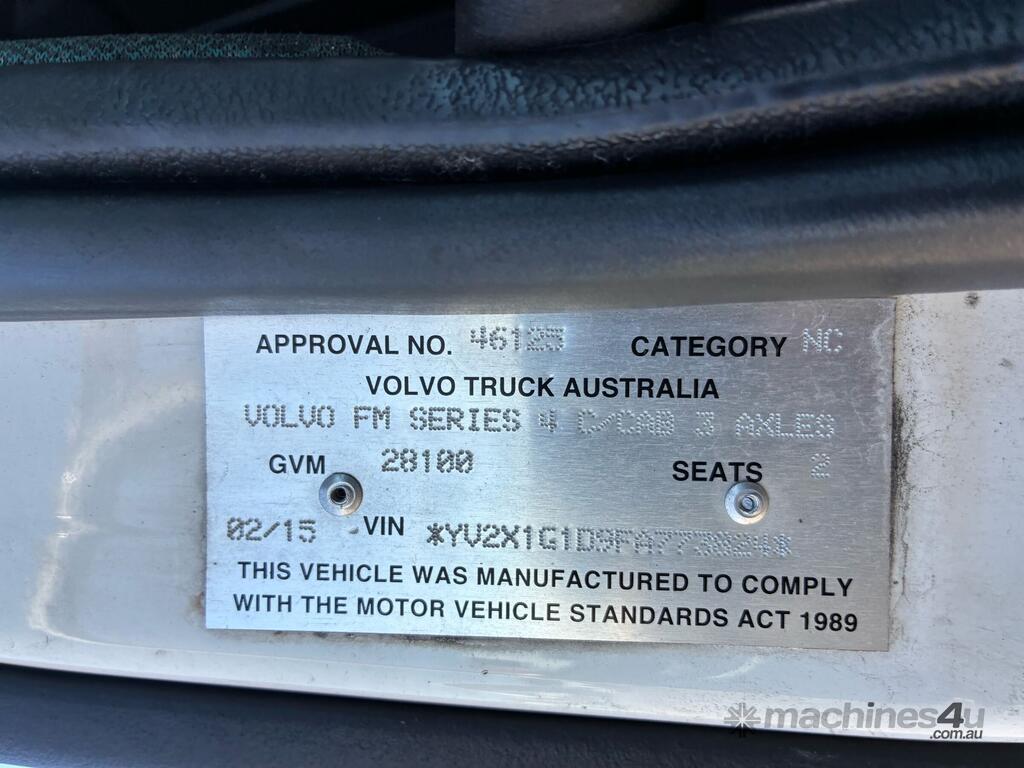 APPROVAL NO. 46125 CATEGORY NC
VOLVO TRUCK AUSTRALIA
VOLVO FM SERIES 4 C/CAB 3 AXLES
GVM 28100 SEATS 2
02/15 VIN *YV2X1G1D9FA773024*
THIS VEHICLE WAS MANUFACTURED TO COMPLY
WITH THE MOTOR VEHICLE STANDARDS ACT 1989
machines4u
.com.au